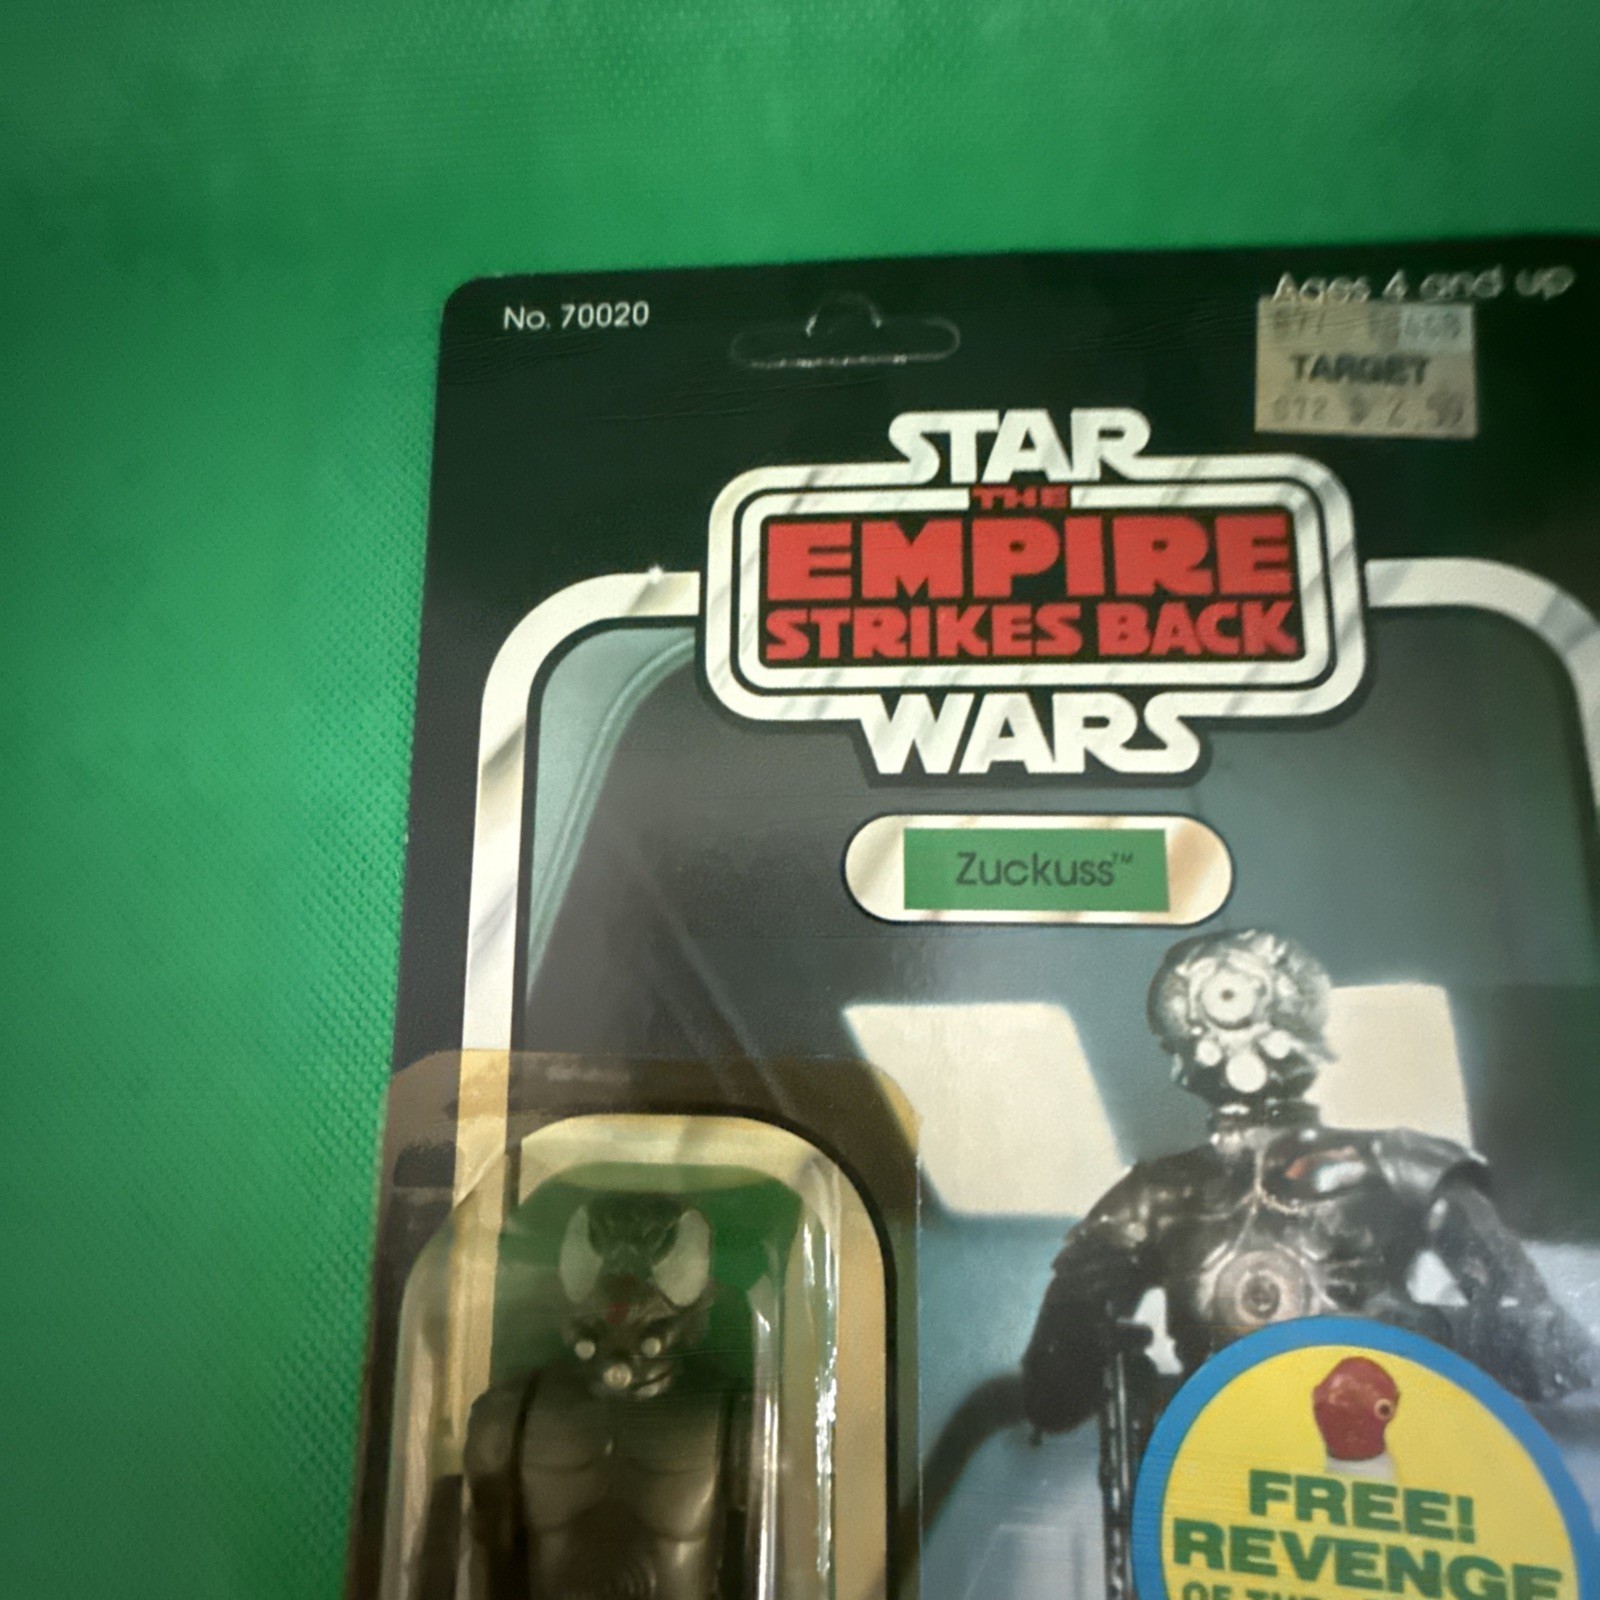 No. 70020
Ages 4 and up
TARGET
STAR
THE
EMPIRE
STRIKES BACK
WARS
Zuckuss™
FREE!
REVENGE